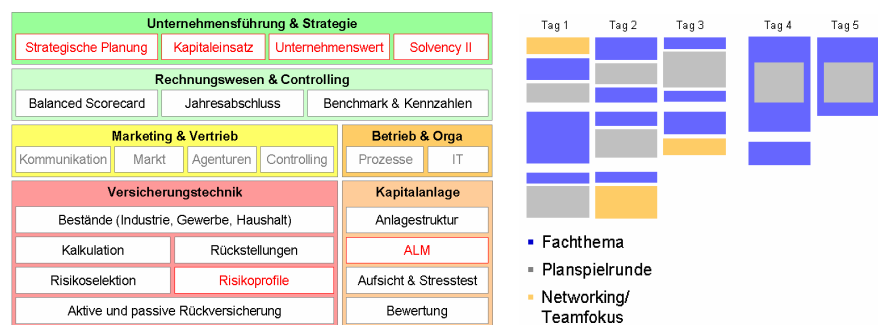 Unternehmensführung & Strategie
Strategische Planung Kapitaleinsatz Unternehmenswert Solvency II
Rechnungswesen & Controlling
Balanced Scorecard Jahresabschluss Benchmark & Kennzahlen
Marketing & Vertrieb
Kommunikation Markt Agenturen Controlling
Betrieb & Orga
Prozesse IT
Versicherungstechnik
Bestände (Industrie, Gewerbe, Haushalt)
Kalkulation Rückstellungen
Risikoselektion Risikoprofile
Aktive und passive Rückversicherung
Kapitalanlage
Anlagestruktur
ALM
Aufsicht & Stresstest
Bewertung
Tag 1 Tag 2 Tag 3 Tag 4 Tag 5
Fachthema
Planspielrunde
Networking/
Teamfokus